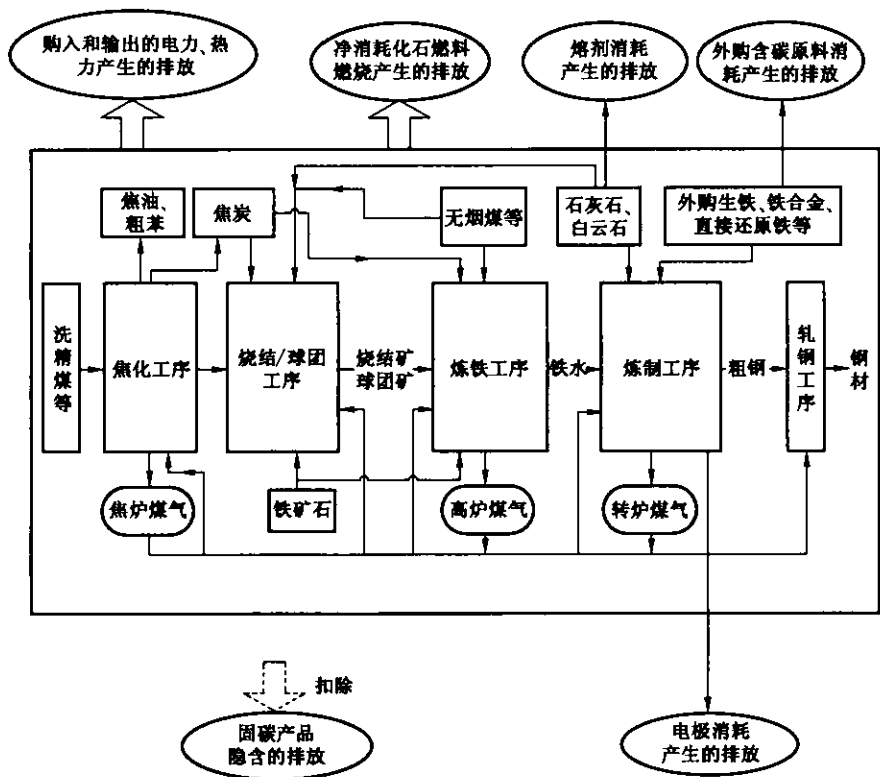 购入和输出的电力、热
力产生的排放
净消耗化石燃料
燃烧产生的排放
熔剂消耗
产生的排放
外购含碳原料消
耗产生的排放
焦油、
粗苯
焦炭
无烟煤等
石灰石、
白云石
外购生铁、铁合金、
直接还原铁等
洗精煤等
焦化工序
烧结/球团
工序
烧结矿
球团矿
炼铁工序
铁水
炼制工序
粗钢
轧钢工序
钢材
焦炉煤气
铁矿石
高炉煤气
转炉煤气
扣除
固碳产品
隐含的排放
电极消耗
产生的排放